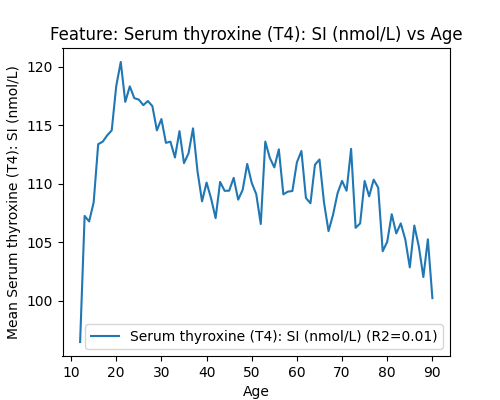 Feature: Serum thyroxine (T4): SI (nmol/L) vs Age
Mean Serum thyroxine (T4): SI (nmol/L)
120
115
110
105
100
Serum thyroxine (T4): SI (nmol/L) (R2=0.01)
10 20 30 40 50 60 70 80 90
Age